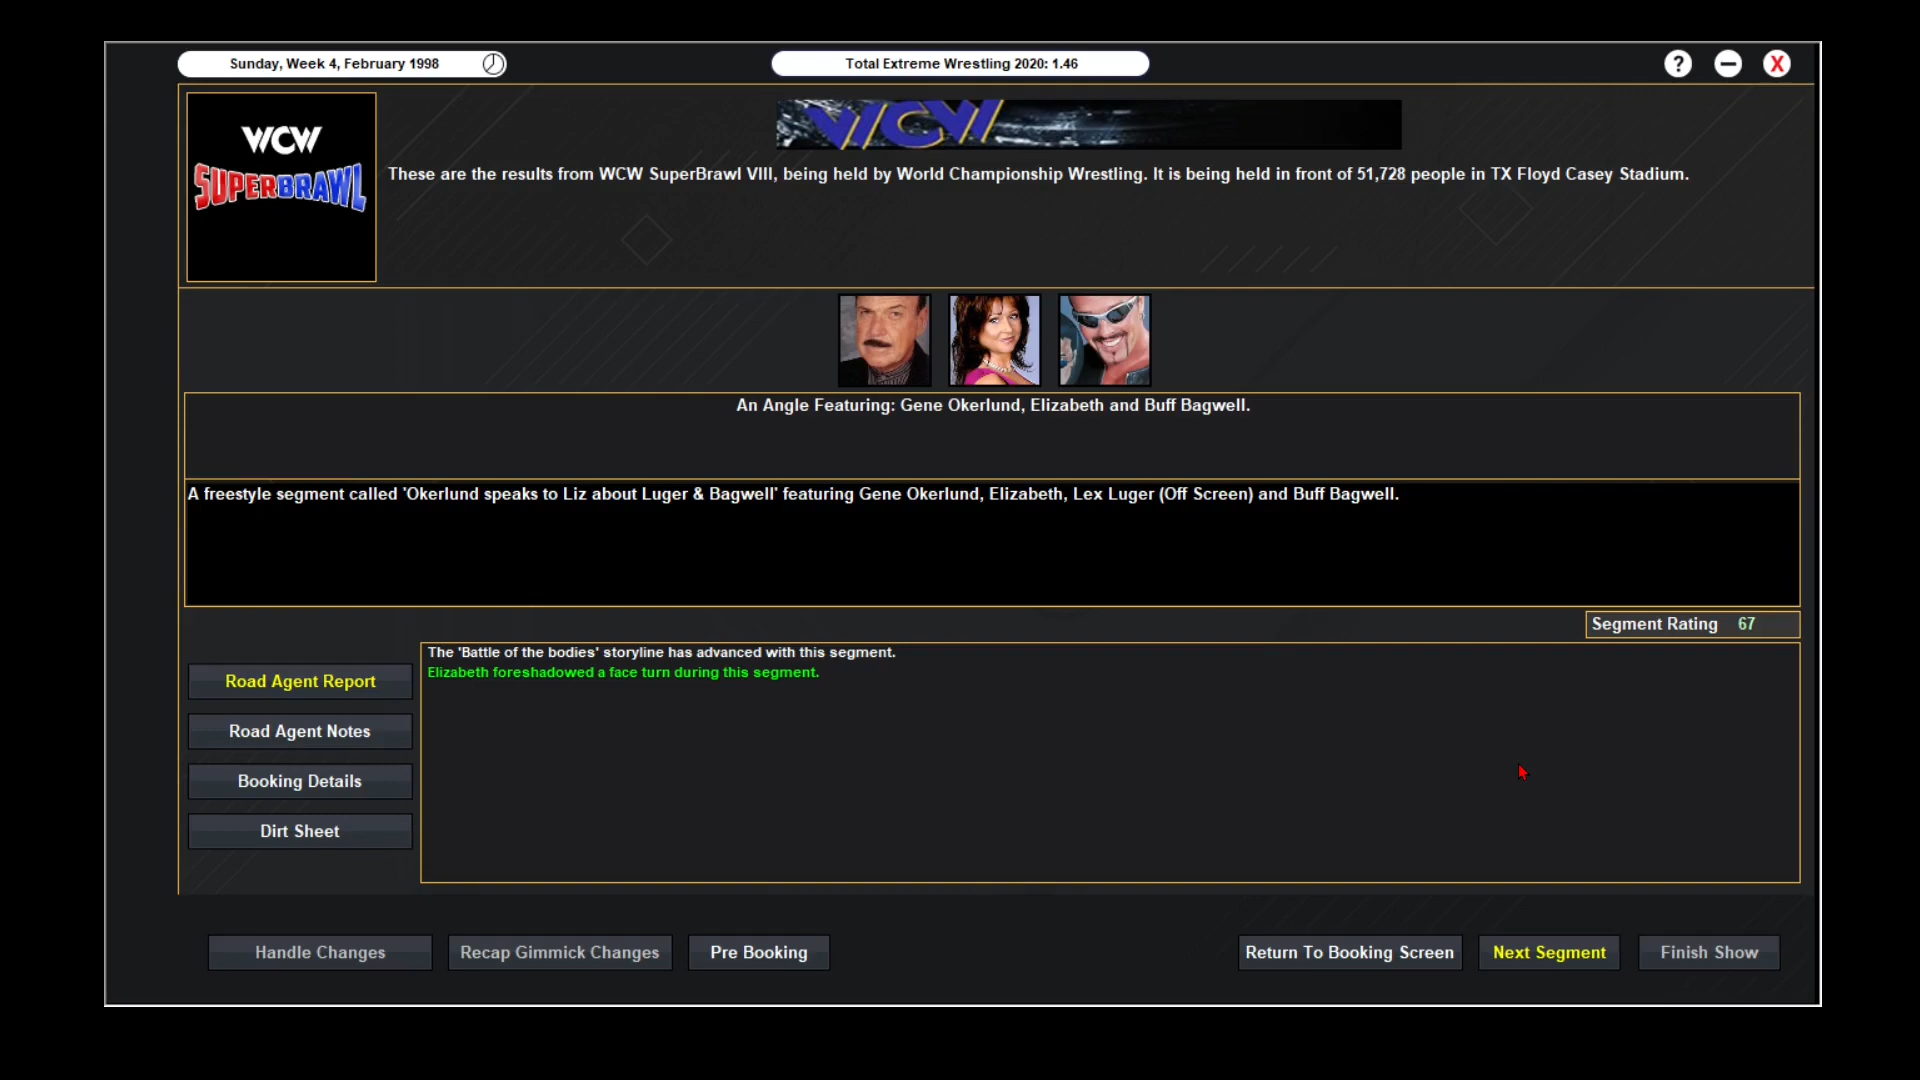 Sunday, Week 4, February 1998
Total Extreme Wrestling 2020: 1.46
?
X
WCW
SUPERBRAWL
WCW
These are the results from WCW SuperBrawl VIII, being held by World Championship Wrestling. It is being held in front of 51,728 people in TX Floyd Casey Stadium.
An Angle Featuring: Gene Okerlund, Elizabeth and Buff Bagwell.
A freestyle segment called 'Okerlund speaks to Liz about Luger & Bagwell' featuring Gene Okerlund, Elizabeth, Lex Luger (Off Screen) and Buff Bagwell.
Segment Rating 67
The 'Battle of the bodies' storyline has advanced with this segment.
Elizabeth foreshadowed a face turn during this segment.
Road Agent Report
Road Agent Notes
Booking Details
Dirt Sheet
Handle Changes
Recap Gimmick Changes
Pre Booking
Return To Booking Screen
Next Segment
Finish Show